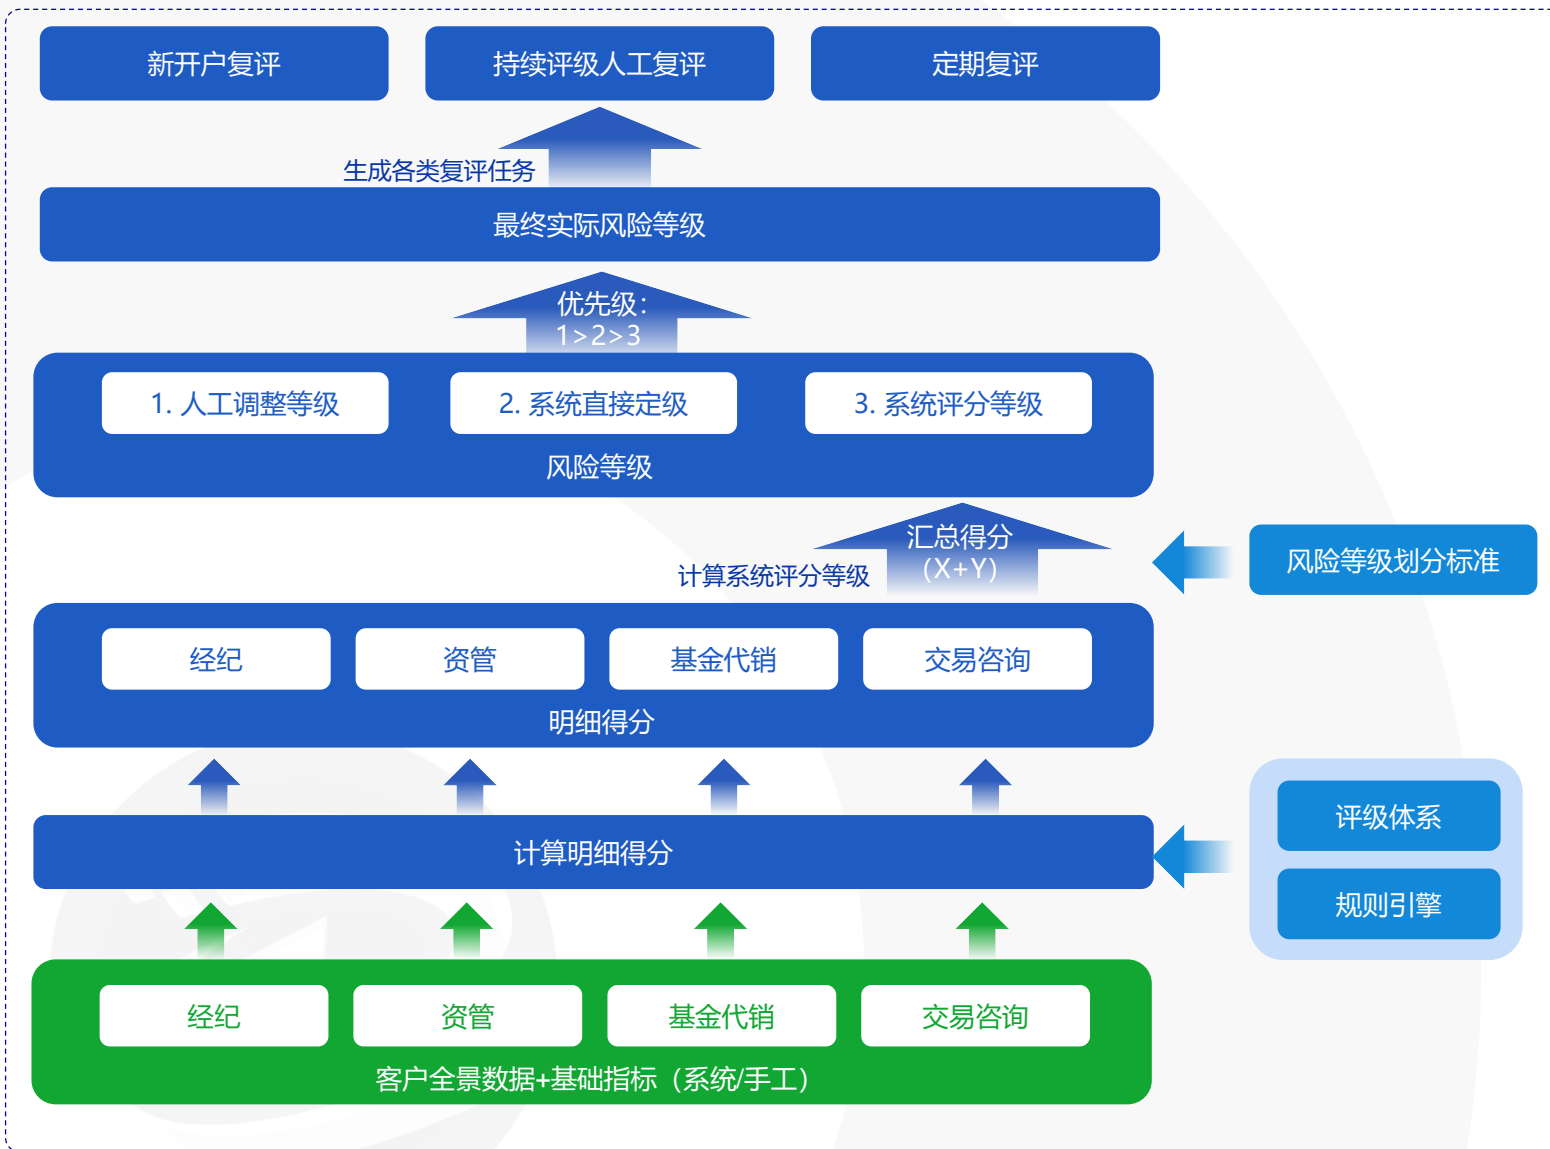 新开户复评
持续评级人工复评
定期复评
生成各类复评任务
最终实际风险等级
优先级：
1>2>3
1. 人工调整等级
2. 系统直接定级
3. 系统评分等级
风险等级
汇总得分
（X+Y）
计算系统评分等级
风险等级划分标准
经纪
资管
基金代销
交易咨询
明细得分
计算明细得分
评级体系
规则引擎
经纪
资管
基金代销
交易咨询
客户全景数据+基础指标（系统/手工）